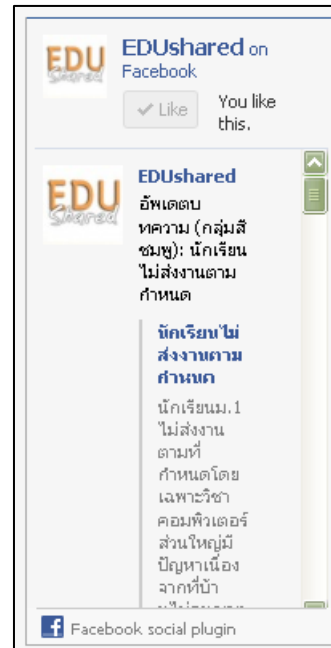 EDU
Shared
EDUshared on
Facebook
Like
You like
this.
EDU
Shared
EDUshared
อัพเดตบ
ทความ (กลุ่มสี
ชมพู): นักเรียน
ไม่ส่งงานตาม
กำหนด
นักเรียนไม่
ส่งงานตาม
กำหนด
นักเรียนม.1
ไม่ส่งงาน
ตามที่
กำหนดโดย
เฉพาะวิชา
คอมพิวเตอร์
ส่วนใหญ่มี
ปัญหาเนื่อง
จากที่บ้า
Facebook social plugin